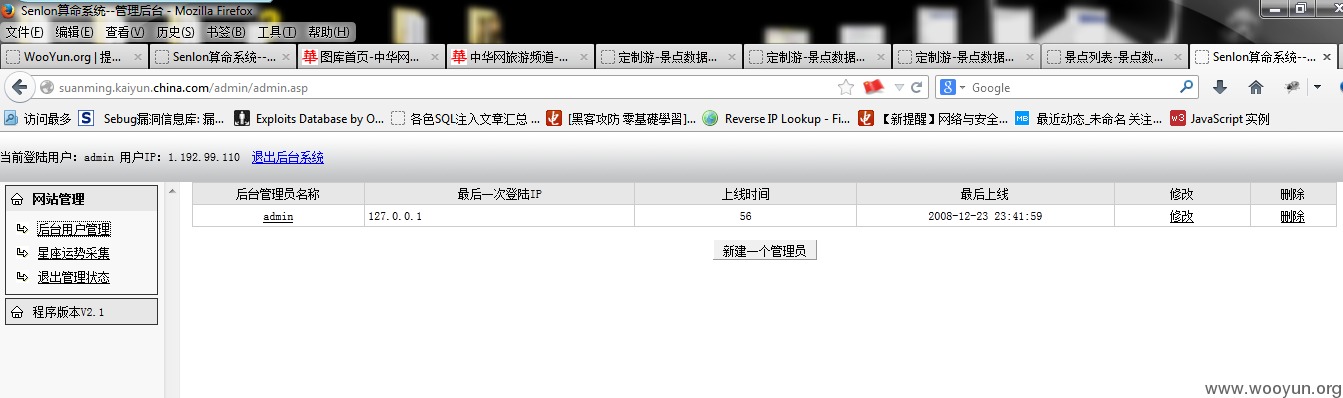 Senlon算命系统--管理后台 - Mozilla Firefox
文件(F) 编辑(E) 查看(V) 历史(S) 书签(B) 工具(T) 帮助(H)
WooYun.org | 提... Senlon算命系统--... 華 图库首页-中华网... 華 中华网旅游频道-... 定制游-景点数据... 定制游-景点数据... 定制游-景点数据... 景点列表-景点数... Senlon算命系统--...
suanming.kaiyun.china.com/admin/admin.asp Google
访问最多 Sebug漏洞信息库: 漏... Exploits Database by O... 各色SQL注入文章汇总 ... [黑客攻防 零基礎學習]... Reverse IP Lookup - Fi... 【新提醒】网络与安全... MB 最近动态_未命名 关注... w3 JavaScript 实例
当前登陆用户: admin 用户IP: 1.192.99.110 退出后台系统
网站管理
后台用户管理
星座运势采集
退出管理状态
程序版本V2.1
后台管理员名称 最后一次登陆IP 上线时间 最后上线 修改 删除
admin 127.0.0.1 56 2008-12-23 23:41:59 修改 删除
新建一个管理员
www.wooyun.org